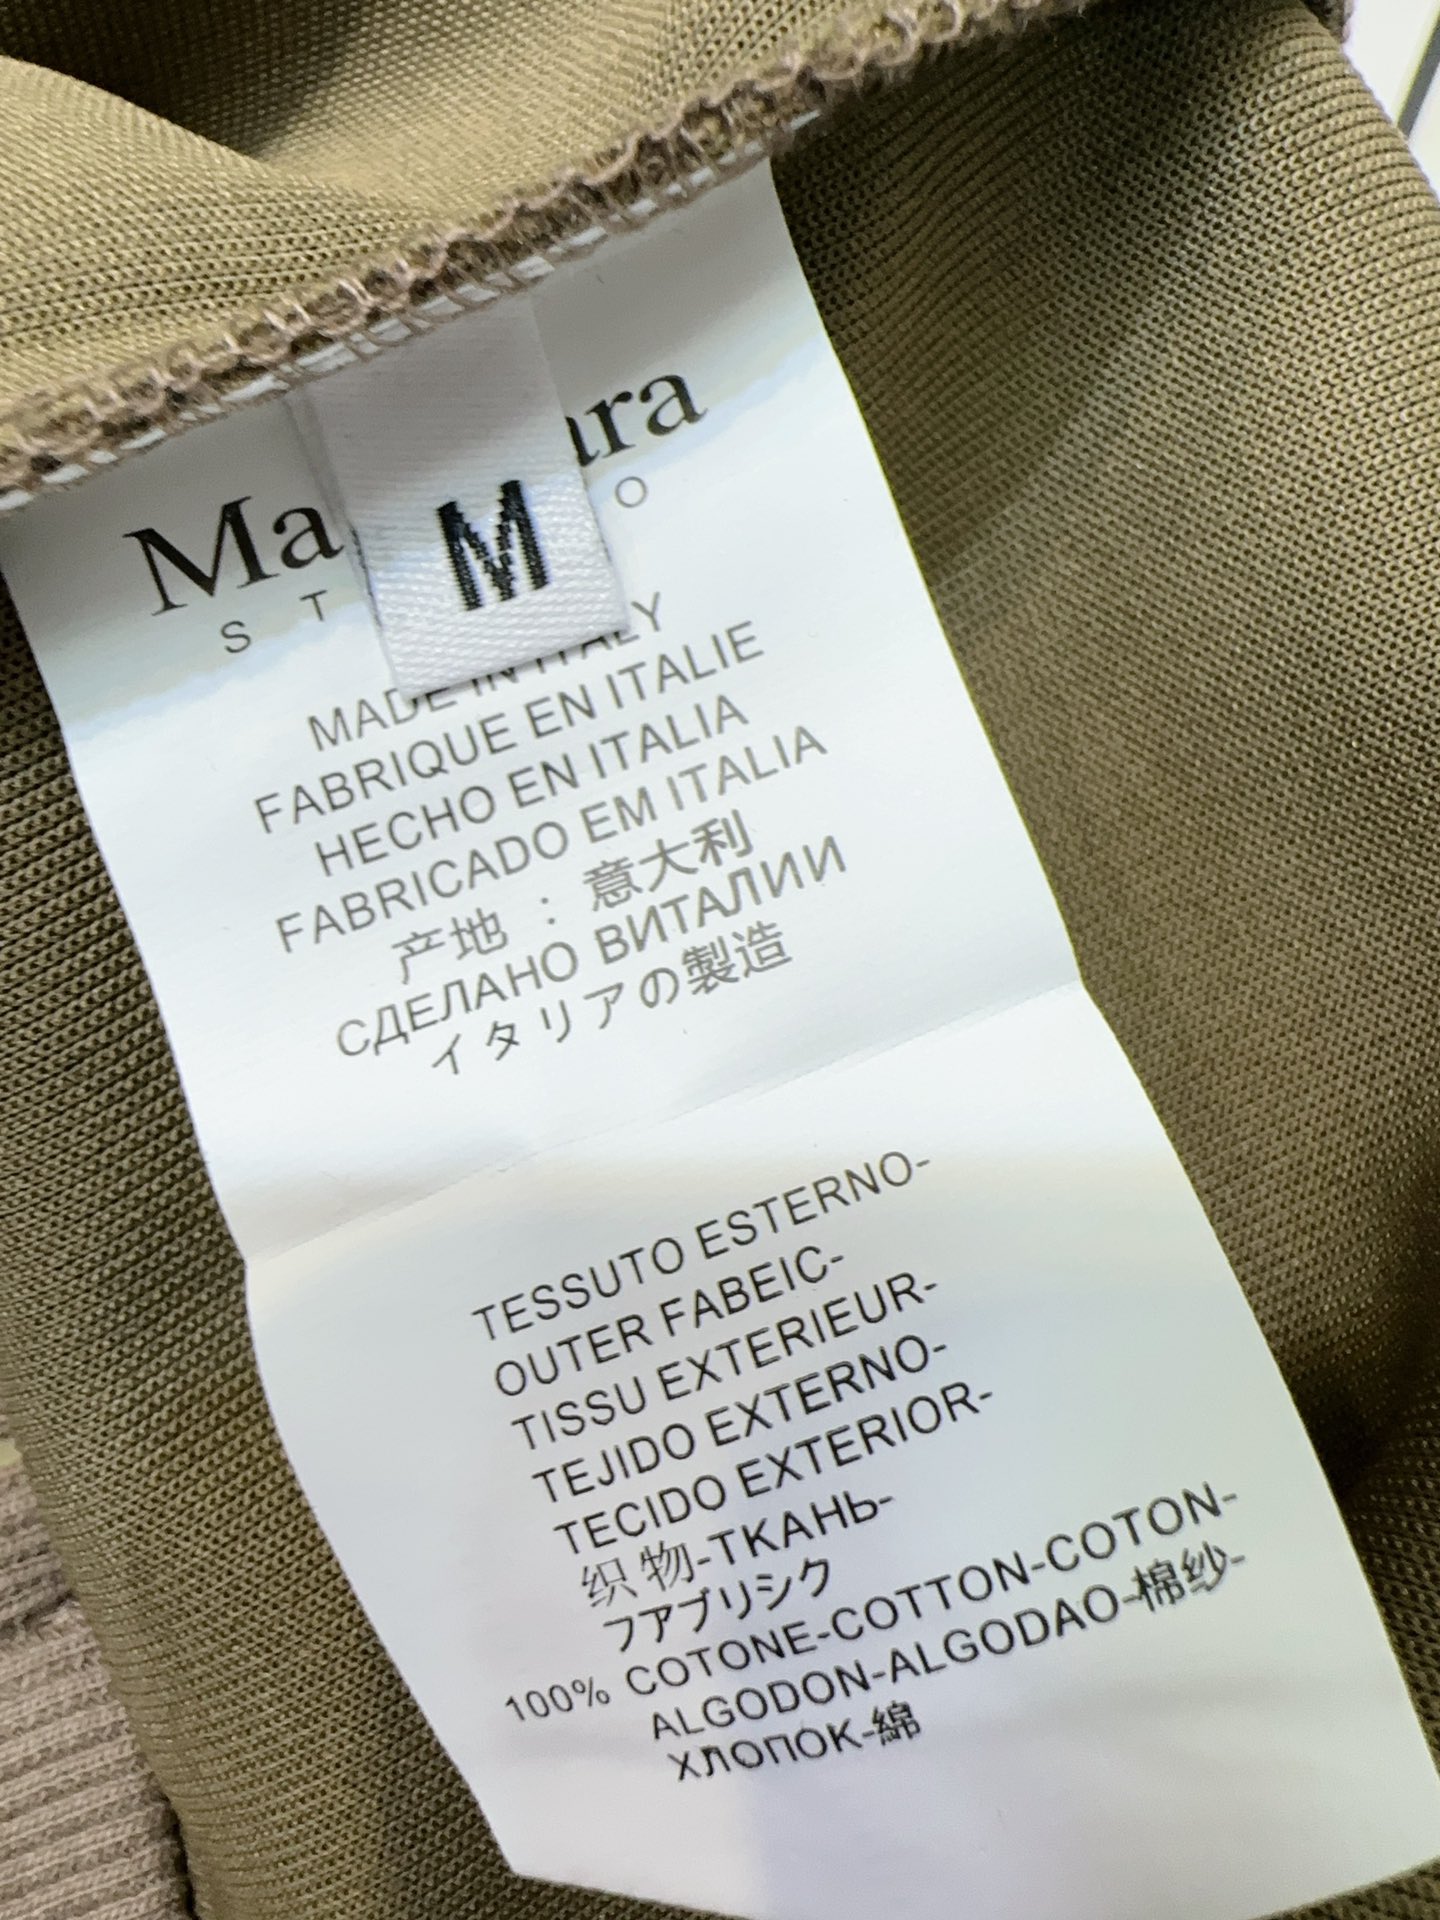 Ma ara
S T O
M
MADE IN ITALY
FABRIQUE EN ITALIE
HECHO EN ITALIA
FABRICADO EM ITALIA
产地：意大利
СДЕЛАНО ВИТАЛИИ
イタリアの製造
TESSUTO ESTERNO-
OUTER FABEIC-
TISSU EXTERIEUR-
TEJIDO EXTERNO-
TECIDO EXTERIOR-
织物-ТКАНЬ-
フアブリシク
100% COTONE-COTTON-COTON-
ALGODON-ALGODAO-棉纱-
ХЛОПОК-綿